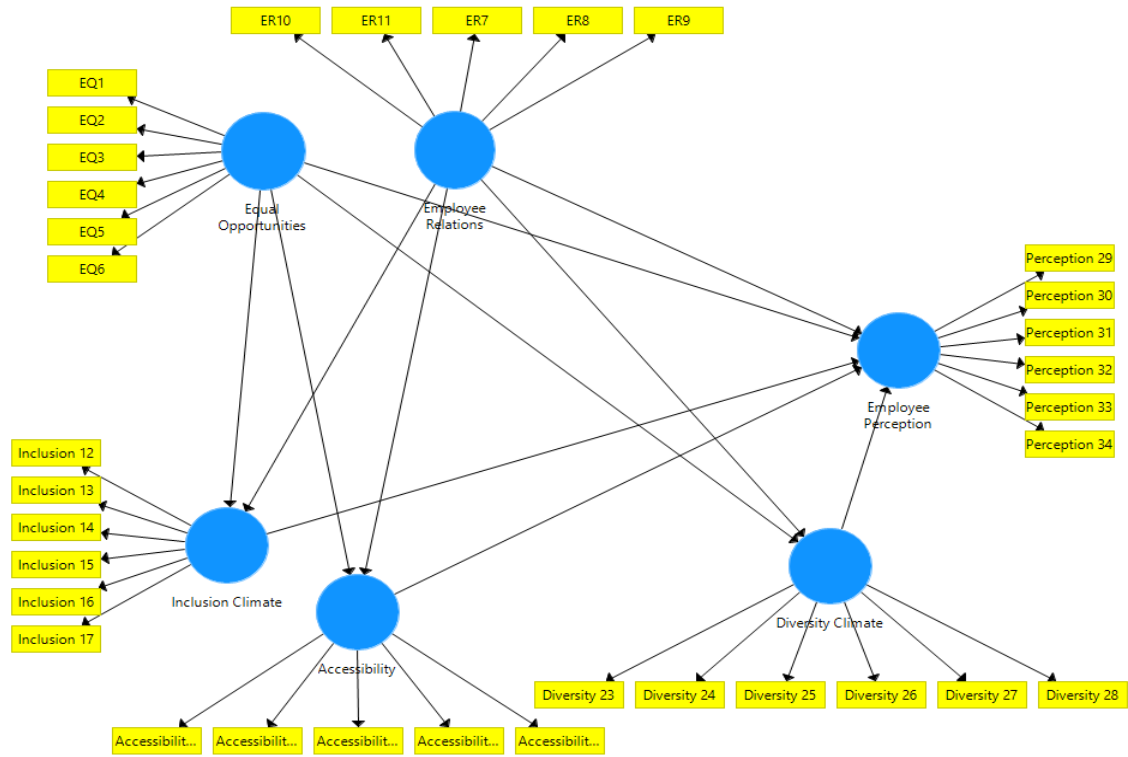 ER10
ER11
ER7
ER8
ER9
EQ1
EQ2
EQ3
EQ4
EQ5
EQ6
Equal
Opportunities
Employee
Relations
Perception 29
Perception 30
Perception 31
Perception 32
Perception 33
Perception 34
Employee
Perception
Inclusion 12
Inclusion 13
Inclusion 14
Inclusion 15
Inclusion 16
Inclusion 17
Inclusion Climate
Accessibility
Diversity Climate
Diversity 23
Diversity 24
Diversity 25
Diversity 26
Diversity 27
Diversity 28
Accessibilit...
Accessibilit...
Accessibilit...
Accessibilit...
Accessibilit...